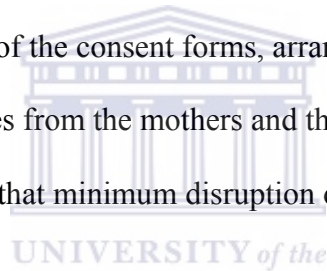 of the consent forms, arran
es from the mothers and th
that minimum disruption
UNIVERSITY of the